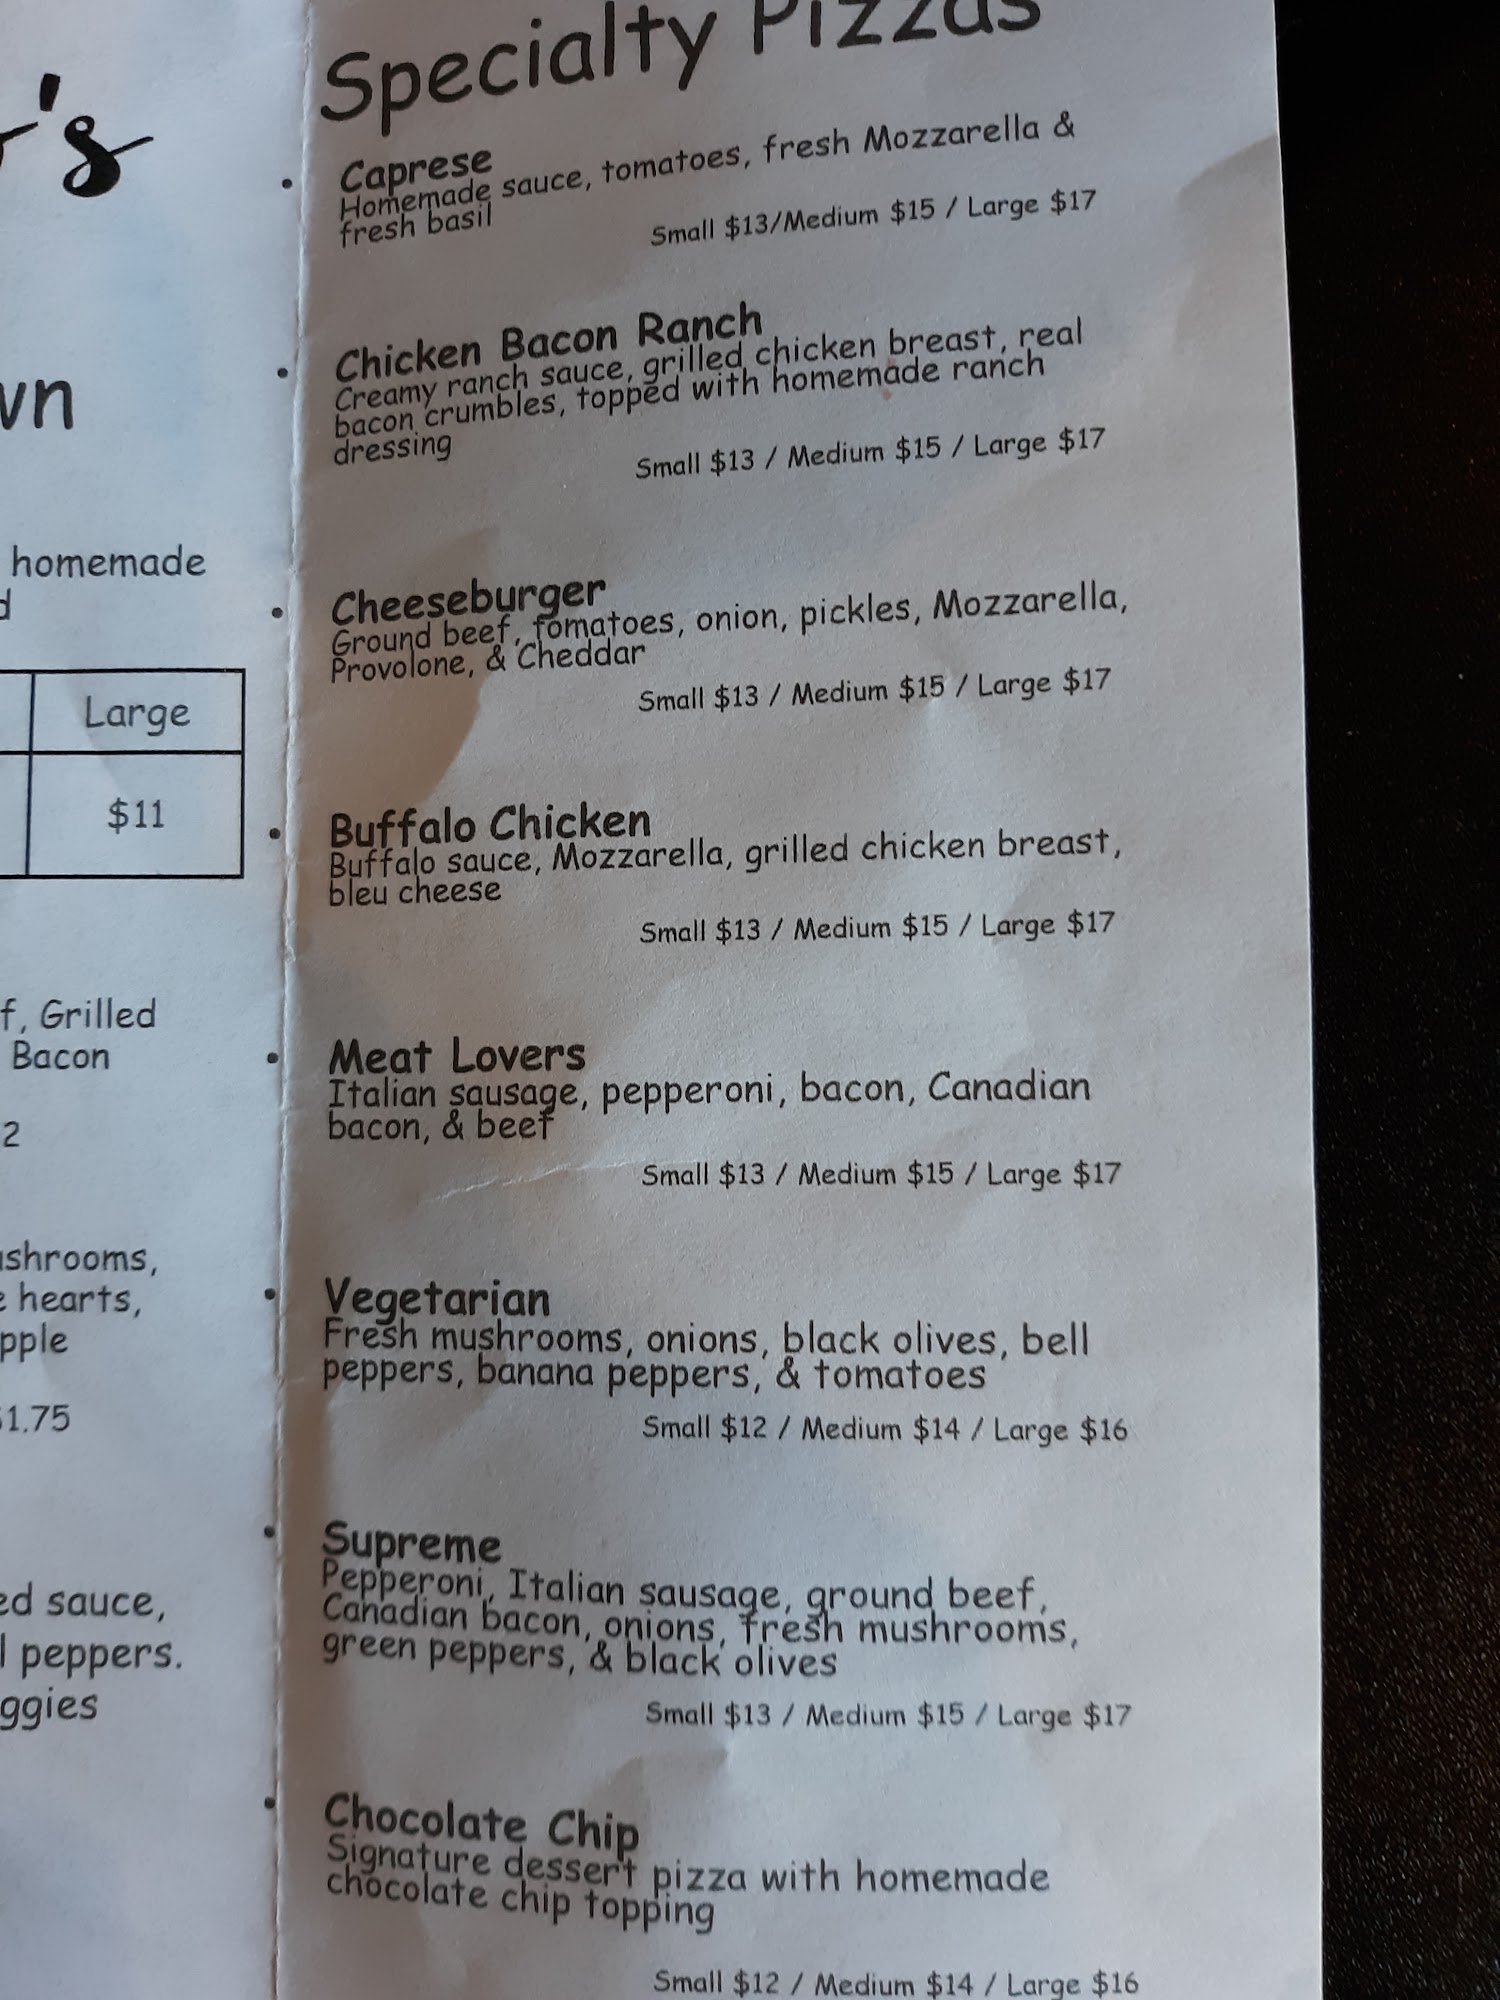 's
wn
homemade
d
Large
$11
f, Grilled
Bacon
2
shrooms,
e hearts,
pple
1.75
ed sauce,
l peppers.
ggies
Specialty Pizzas
• Caprese
Homemade sauce, tomatoes, fresh Mozzarella &
fresh basil
Small $13/Medium $15 / Large $17
• Chicken Bacon Ranch
Creamy ranch sauce, grilled chicken breast, real
bacon crumbles, topped with homemade ranch
dressing
Small $13 / Medium $15 / Large $17
• Cheeseburger
Ground beef, tomatoes, onion, pickles, Mozzarella,
Provolone, & Cheddar
Small $13 / Medium $15 / Large $17
• Buffalo Chicken
Buffalo sauce, Mozzarella, grilled chicken breast,
bleu cheese
Small $13 / Medium $15 / Large $17
• Meat Lovers
Italian sausage, pepperoni, bacon, Canadian
bacon, & beef
Small $13 / Medium $15 / Large $17
• Vegetarian
Fresh mushrooms, onions, black olives, bell
peppers, banana peppers, & tomatoes
Small $12 / Medium $14 / Large $16
• Supreme
Pepperoni, Italian sausage, ground beef,
Canadian bacon, onions, fresh mushrooms,
green peppers, & black olives
Small $13 / Medium $15 / Large $17
• Chocolate Chip
Signature dessert pizza with homemade
chocolate chip topping
Small $12 / Medium $14 / Large $16